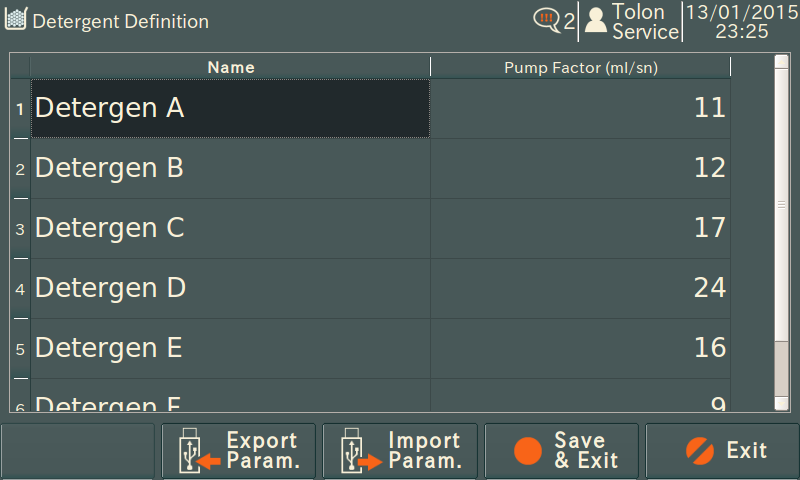 Detergent Definition
!!! 2
Tolon
Service
13/01/2015
23:25
Name Pump Factor (ml/sn)
1 Detergen A 11
2 Detergen B 12
3 Detergen C 17
4 Detergen D 24
5 Detergen E 16
6 Detergen F 9
Export
Param.
Import
Param.
Save
& Exit
Exit